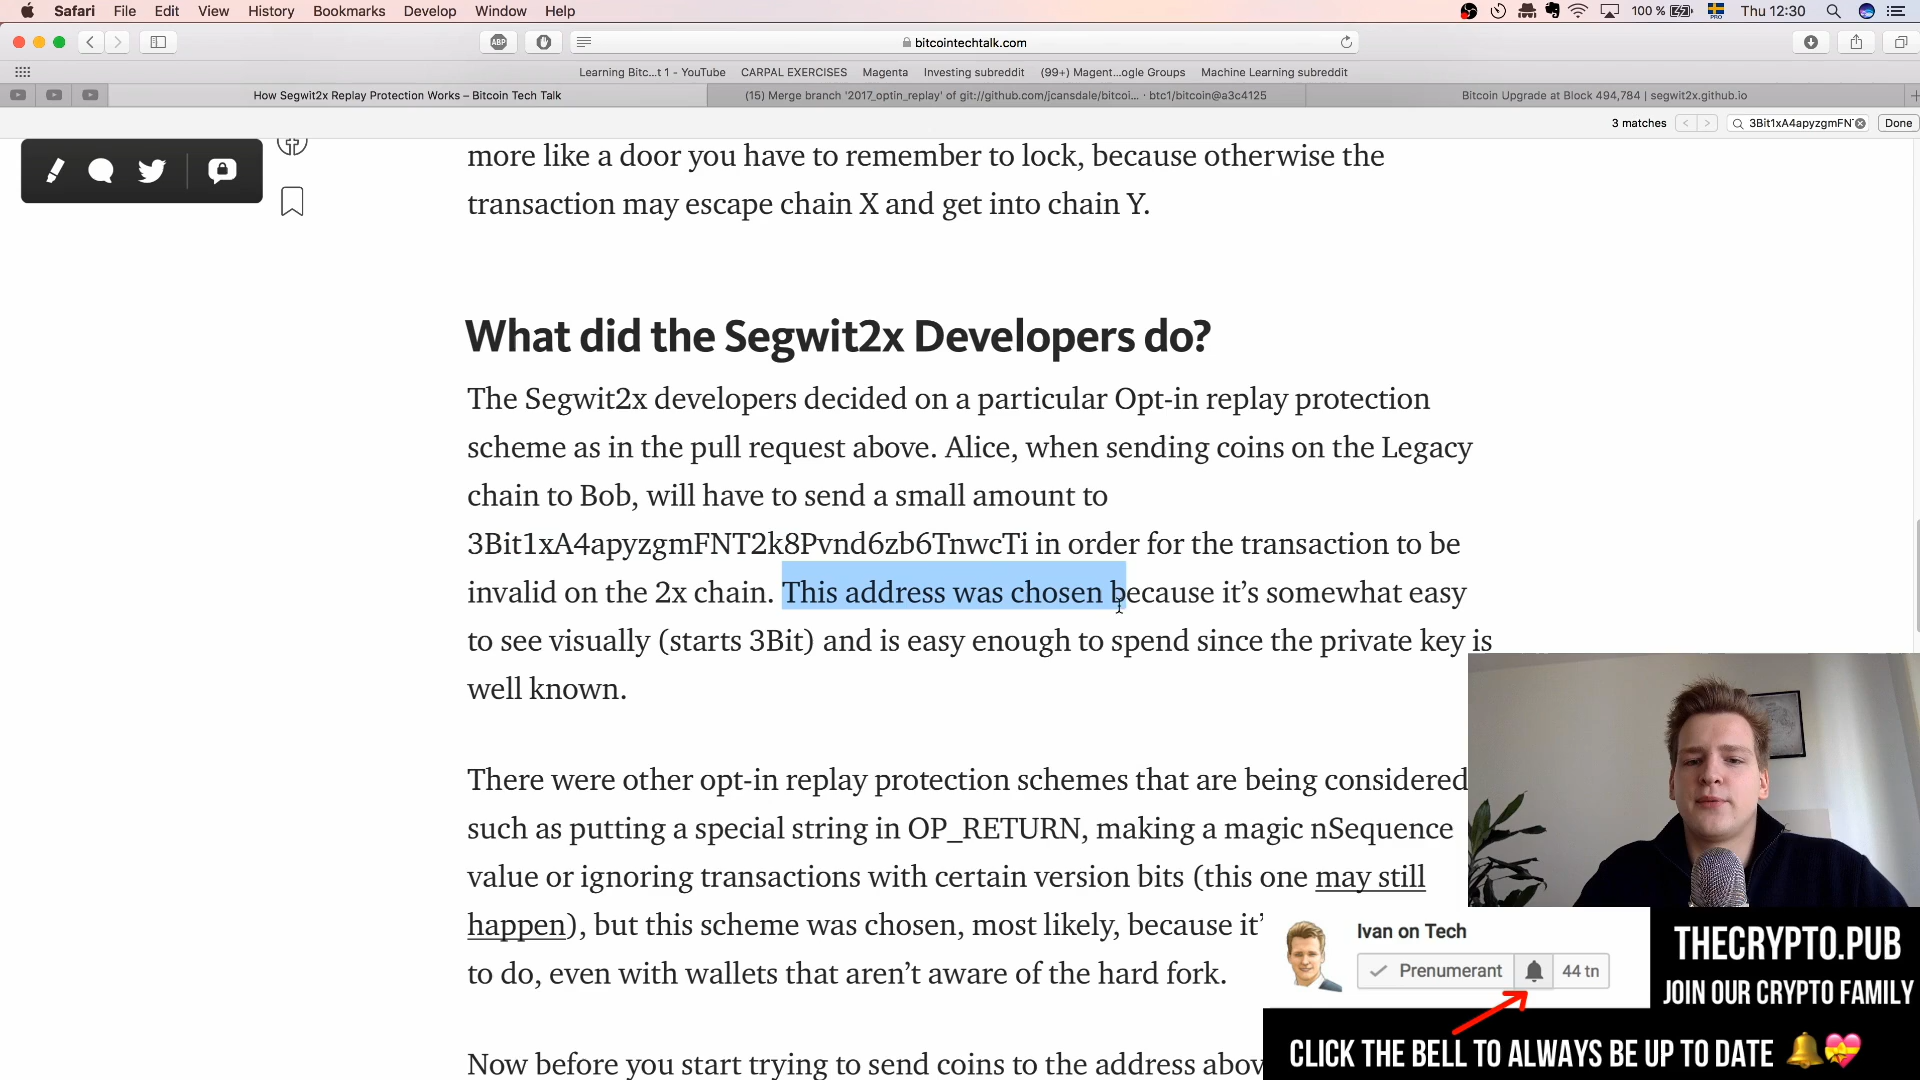 Safari File Edit View History Bookmarks Develop Window Help 100 % PRO Thu 12:30
ABP bitcointechtalk.com
Learning Bitc...t 1 - YouTube CARPAL EXERCISES Magenta Investing subreddit (99+) Magent...ogle Groups Machine Learning subreddit
How Segwit2x Replay Protection Works – Bitcoin Tech Talk (15) Merge branch '2017_optin_replay' of git://github.com/jcansdale/bitcoi... · btc1/bitcoin@a3c4125 Bitcoin Upgrade at Block 494,784 | segwit2x.github.io
3 matches 3Bit1xA4apyzgmFNT Done
more like a door you have to remember to lock, because otherwise the
transaction may escape chain X and get into chain Y.
What did the Segwit2x Developers do?
The Segwit2x developers decided on a particular Opt-in replay protection
scheme as in the pull request above. Alice, when sending coins on the Legacy
chain to Bob, will have to send a small amount to
3Bit1xA4apyzgmFNT2k8Pvnd6zb6TnwcTi in order for the transaction to be
invalid on the 2x chain. This address was chosen because it’s somewhat easy
to see visually (starts 3Bit) and is easy enough to spend since the private key is
well known.
There were other opt-in replay protection schemes that are being considered
such as putting a special string in OP_RETURN, making a magic nSequence
value or ignoring transactions with certain version bits (this one may still
happen), but this scheme was chosen, most likely, because it’
to do, even with wallets that aren’t aware of the hard fork.
Now before you start trying to send coins to the address abov
Ivan on Tech
Prenumerant 44 tn
THECRYPTO.PUB
JOIN OUR CRYPTO FAMILY
CLICK THE BELL TO ALWAYS BE UP TO DATE